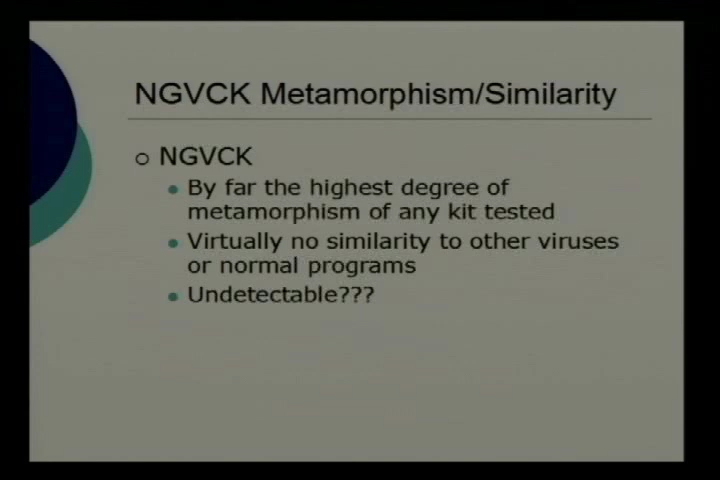 NGVCK Metamorphism/Similarity
NGVCK
By far the highest degree of
metamorphism of any kit tested
Virtually no similarity to other viruses
or normal programs
Undetectable???